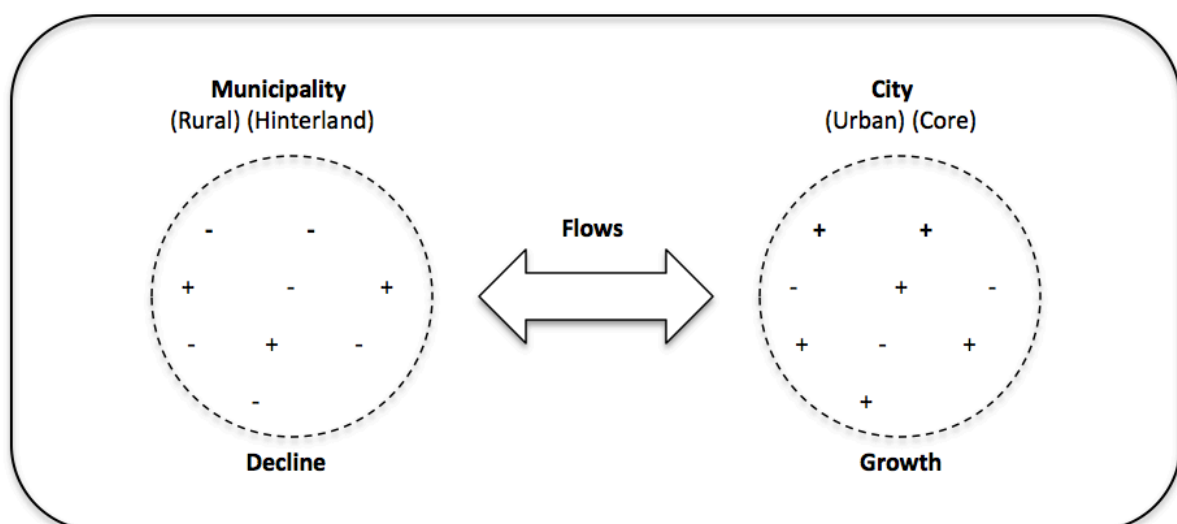 Municipality
(Rural) (Hinterland)
City
(Urban) (Core)
Flows
- -
+ - +
- + -
-
+ +
- + -
+ - +
+
Decline
Growth